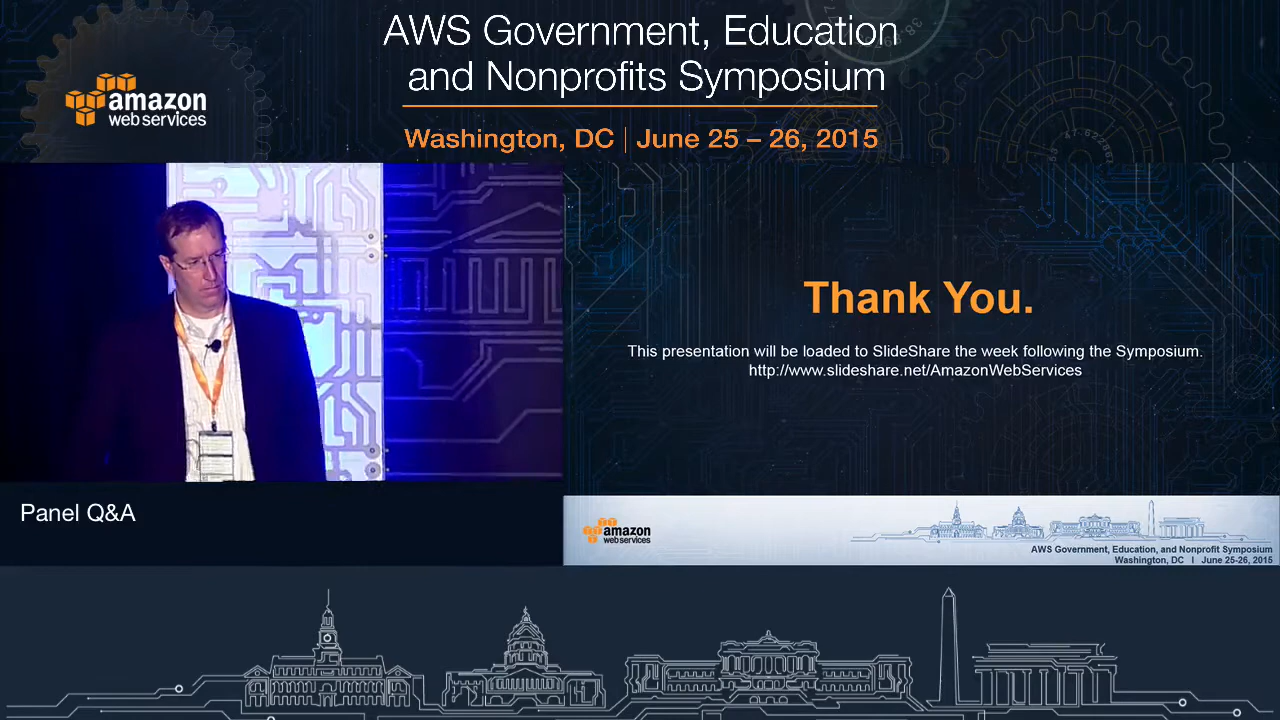 AWS Government, Education
and Nonprofits Symposium
amazon
web services
Washington, DC | June 25 – 26, 2015
Thank You.
This presentation will be loaded to SlideShare the week following the Symposium.
http://www.slideshare.net/AmazonWebServices
Panel Q&A
amazon
web services
AWS Government, Education, and Nonprofit Symposium
Washington, DC I June 25-26, 2015